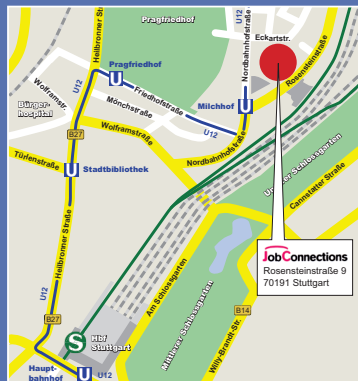 Pragfriedhof
U12
Eckartstr.
Heilbronner Straße
Nordbahnhofstraße
Rosensteinstraße
Pragfriedhof
U
U12
Wolframstr.
Friedhofstraße
Mönchstraße
Milchhof
U
Bürger-
hospital
B27
Wolframstraße
U12
Türlenstraße
Nordbahnhofstraße
U
Stadtbibliothek
Unterer Schlossgarten
Cannstatter Straße
Heilbronner Straße
JobConnections
Rosensteinstraße 9
70191 Stuttgart
U12
Am Schlossgarten
Mittlerer Schlossgarten
B14
B27
S
Hbf
Stuttgart
Willy-Brandt-Str.
Haupt-
bahnhof
U
U12